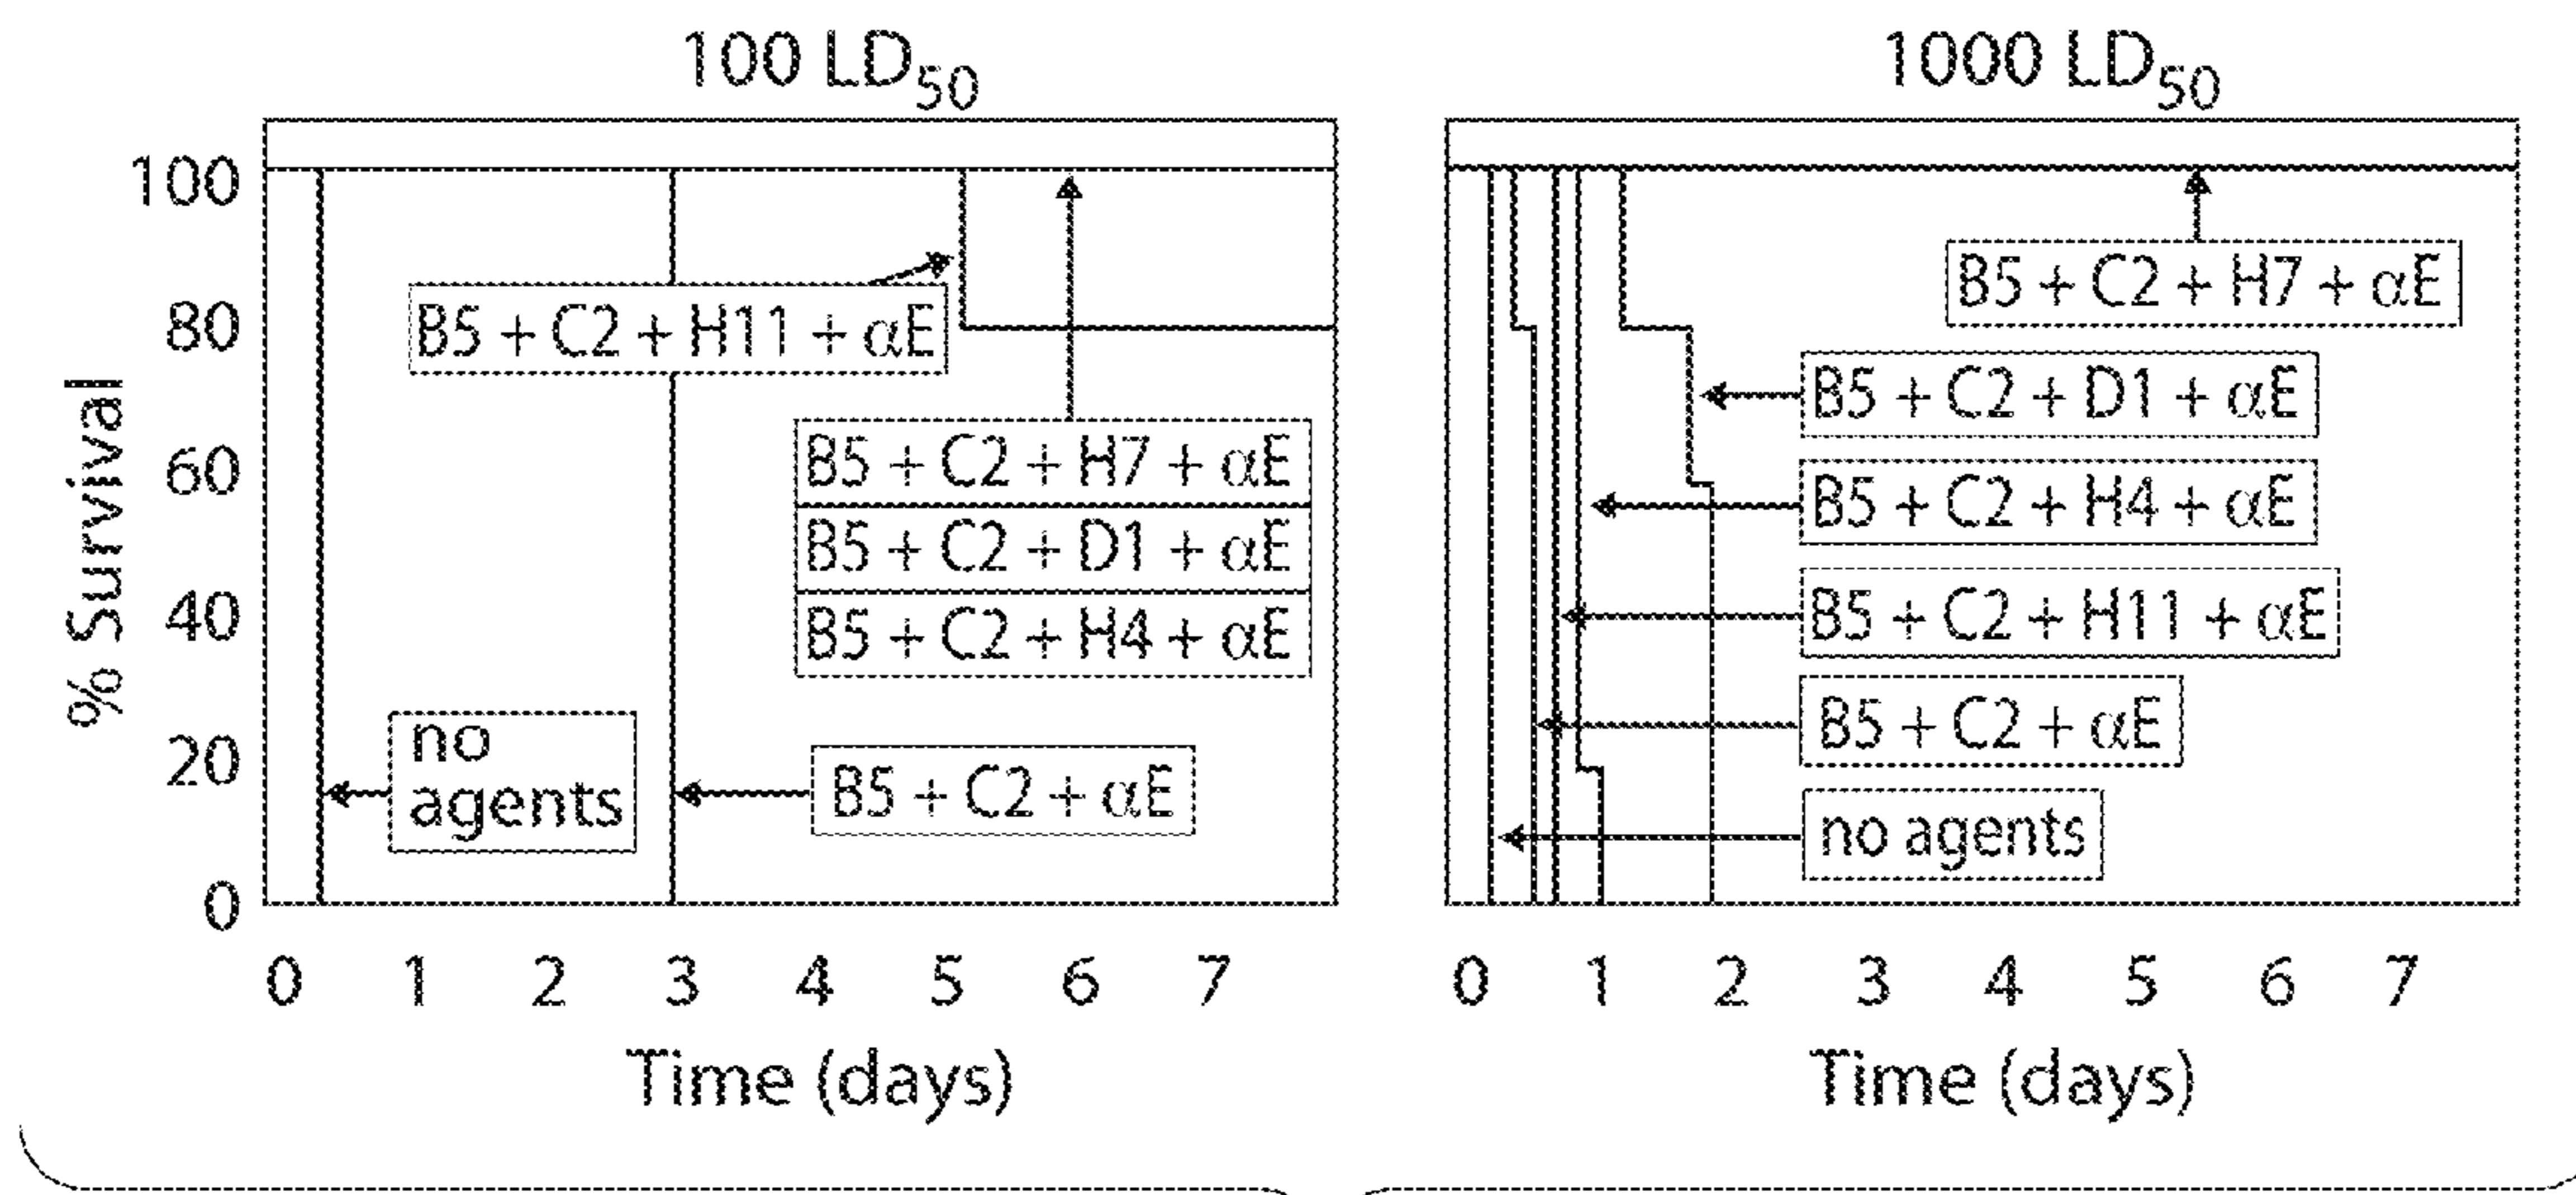 100 LD50
% Survival
100
80
60
40
20
0
B5 + C2 + H11 + αE
B5 + C2 + H7 + αE
B5 + C2 + D1 + αE
B5 + C2 + H4 + αE
no
agents
B5 + C2 + αE
0 1 2 3 4 5 6 7
Time (days)
1000 LD50
B5 + C2 + H7 + αE
B5 + C2 + D1 + αE
B5 + C2 + H4 + αE
B5 + C2 + H11 + αE
B5 + C2 + αE
no agents
0 1 2 3 4 5 6 7
Time (days)